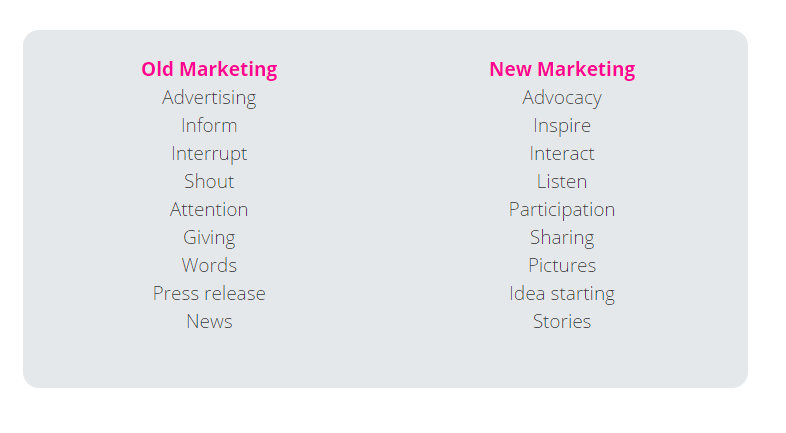 Old Marketing
Advertising
Inform
Interrupt
Shout
Attention
Giving
Words
Press release
News
New Marketing
Advocacy
Inspire
Interact
Listen
Participation
Sharing
Pictures
Idea starting
Stories